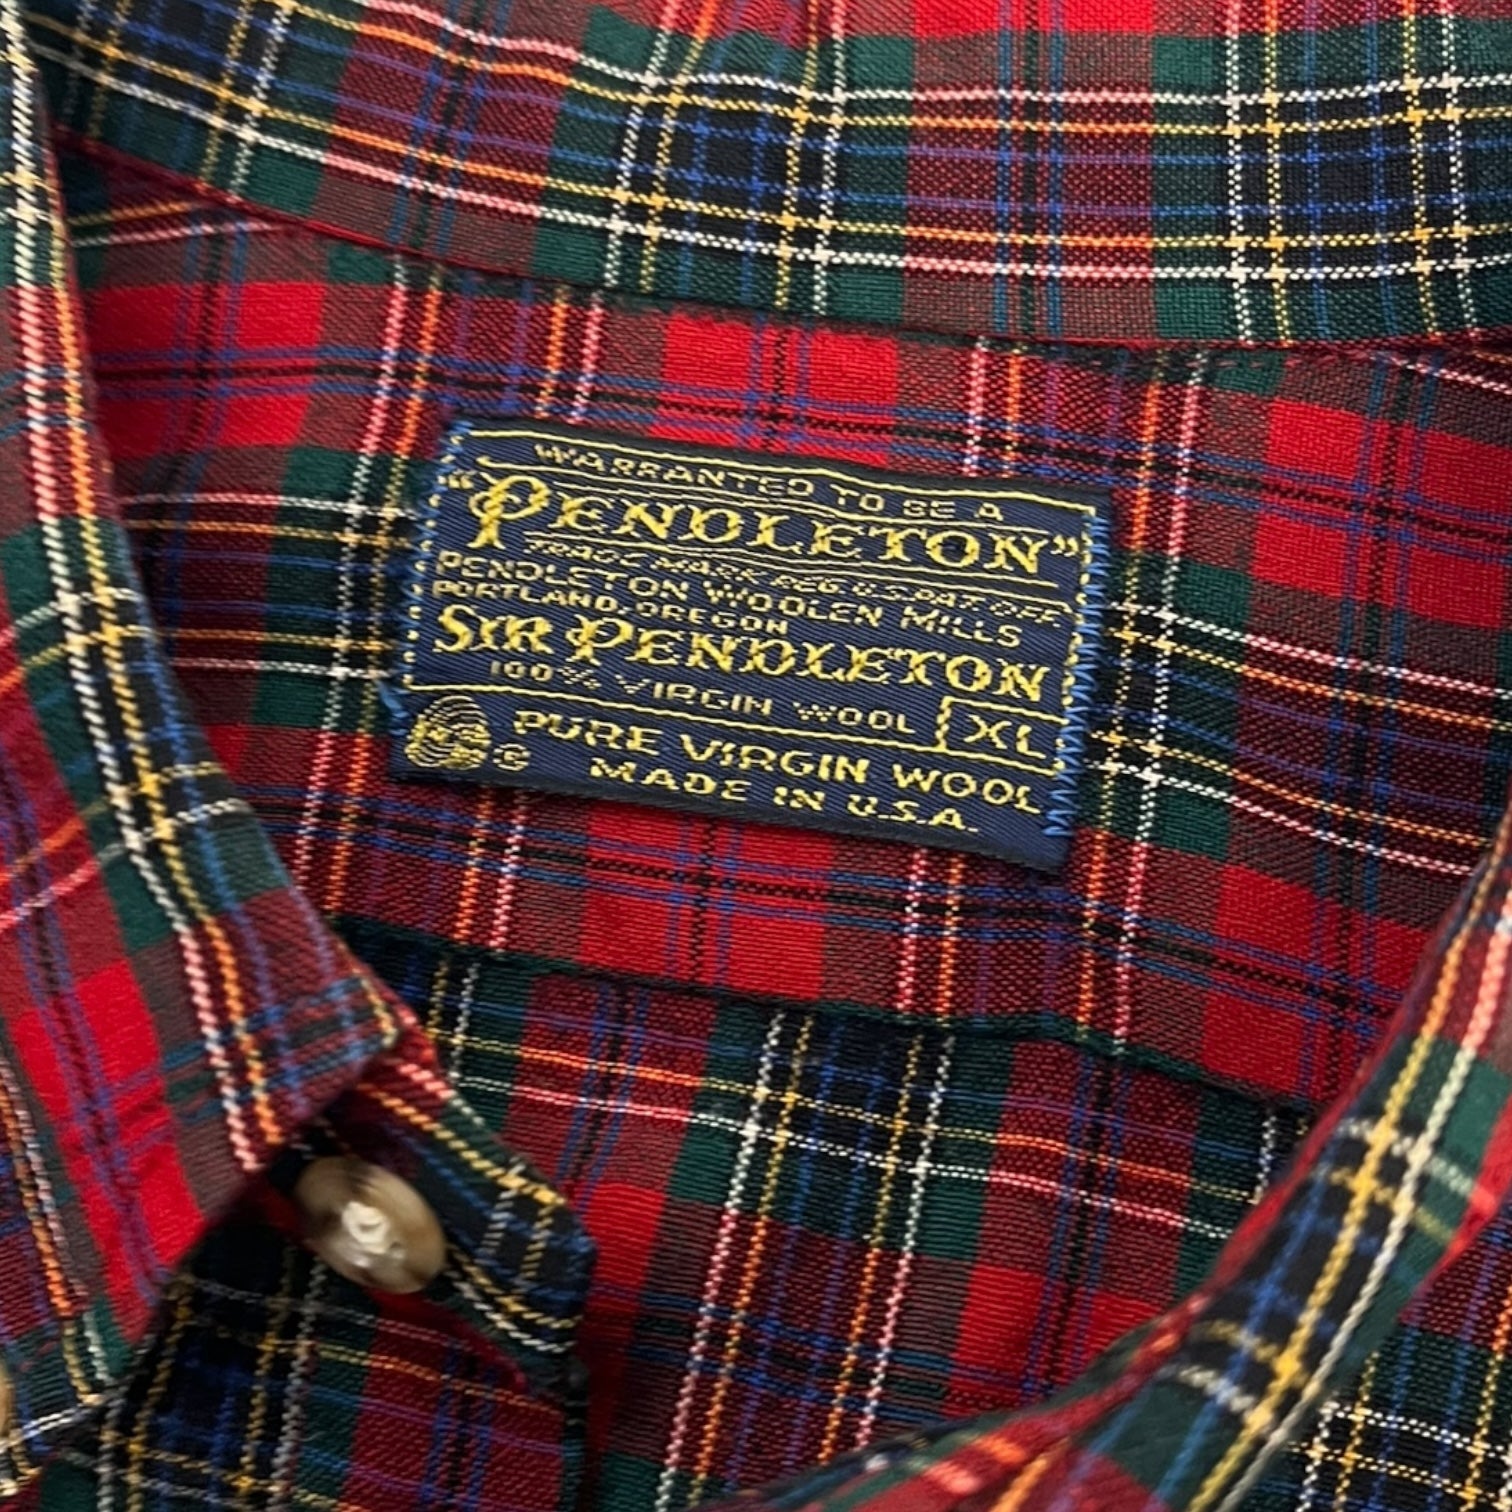 WARRANTED TO BE A
"PENDLETON"
TRADE MARK REG. U.S. PAT. OFF.
PENDLETON WOOLEN MILLS
PORTLAND, OREGON
SIR PENDLETON
100% VIRGIN WOOL XL
PURE VIRGIN WOOL
MADE IN U.S.A.